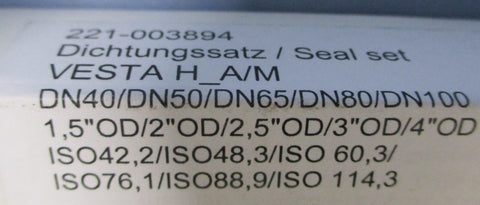 221-003894
Dichtungssatz / Seal set
VESTA H_A/M
DN40/DN50/DN65/DN80/DN100
1,5"OD/2"OD/2,5"OD/3"OD/4"OD
ISO42,2/ISO48,3/ISO 60,3/
ISO76,1/ISO88,9/ISO 114,3